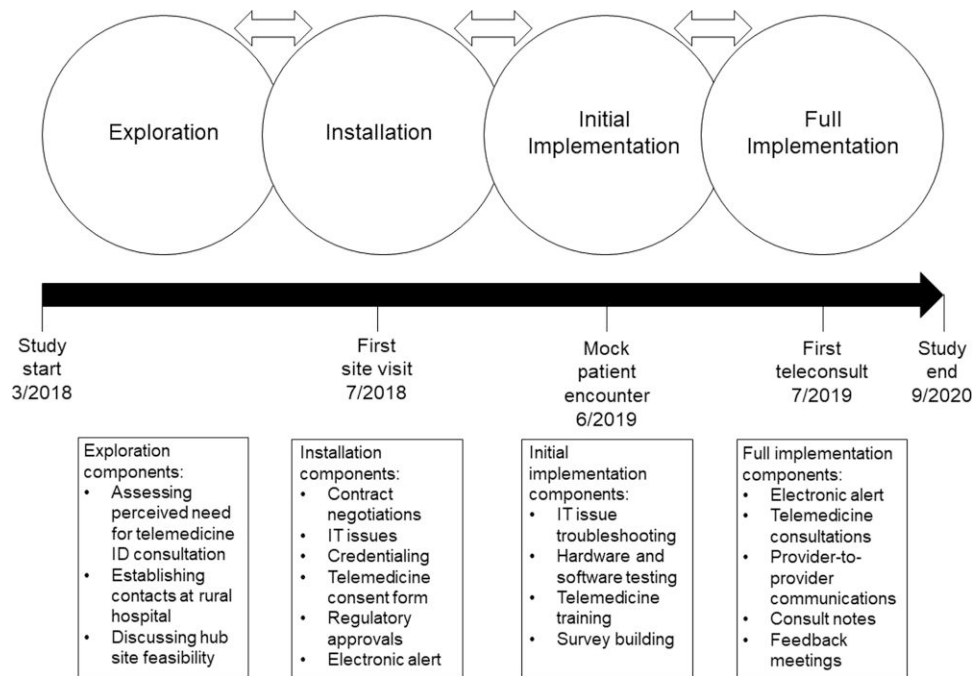 Exploration
Installation
Initial
Implementation
Full
Implementation
Study
start
3/2018
First
site visit
7/2018
Mock
patient
encounter
6/2019
First
teleconsult
7/2019
Study
end
9/2020
Exploration
components:
• Assessing
perceived need
for telemedicine
ID consultation
• Establishing
contacts at rural
hospital
• Discussing hub
site feasibility
Installation
components:
• Contract
negotiations
• IT issues
• Credentialing
• Telemedicine
consent form
• Regulatory
approvals
• Electronic alert
Initial
implementation
components:
• IT issue
troubleshooting
• Hardware and
software testing
• Telemedicine
training
• Survey building
Full implementation
components:
• Electronic alert
• Telemedicine
consultations
• Provider-to-
provider
communications
• Consult notes
• Feedback
meetings